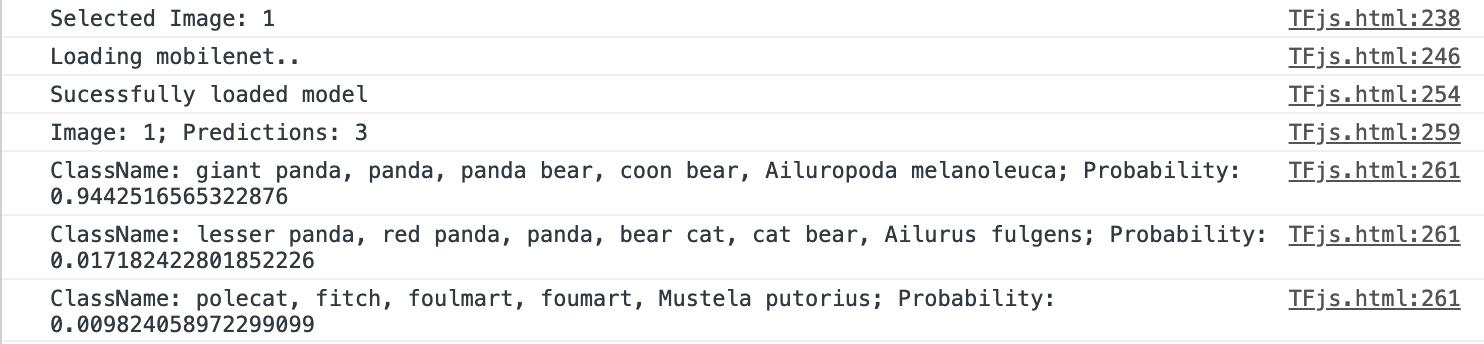 Selected Image: 1 TFjs.html:238
Loading mobilenet.. TFjs.html:246
Sucessfully loaded model TFjs.html:254
Image: 1; Predictions: 3 TFjs.html:259
ClassName: giant panda, panda, panda bear, coon bear, Ailuropoda melanoleuca; Probability: TFjs.html:261
0.9442516565322876
ClassName: lesser panda, red panda, panda, bear cat, cat bear, Ailurus fulgens; Probability: TFjs.html:261
0.017182422801852226
ClassName: polecat, fitch, foulmart, foumart, Mustela putorius; Probability: TFjs.html:261
0.009824058972299099